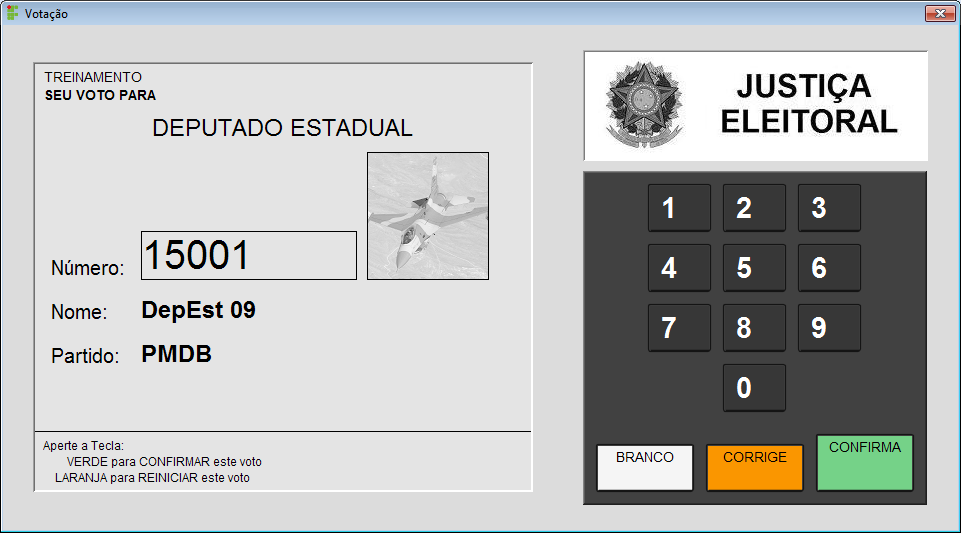 Votação
TREINAMENTO
SEU VOTO PARA
DEPUTADO ESTADUAL
Número: 15001
Nome: DepEst 09
Partido: PMDB
Aperte a Tecla:
VERDE para CONFIRMAR este voto
LARANJA para REINICIAR este voto
JUSTIÇA
ELEITORAL
1 2 3
4 5 6
7 8 9
0
BRANCO CORRIGE CONFIRMA